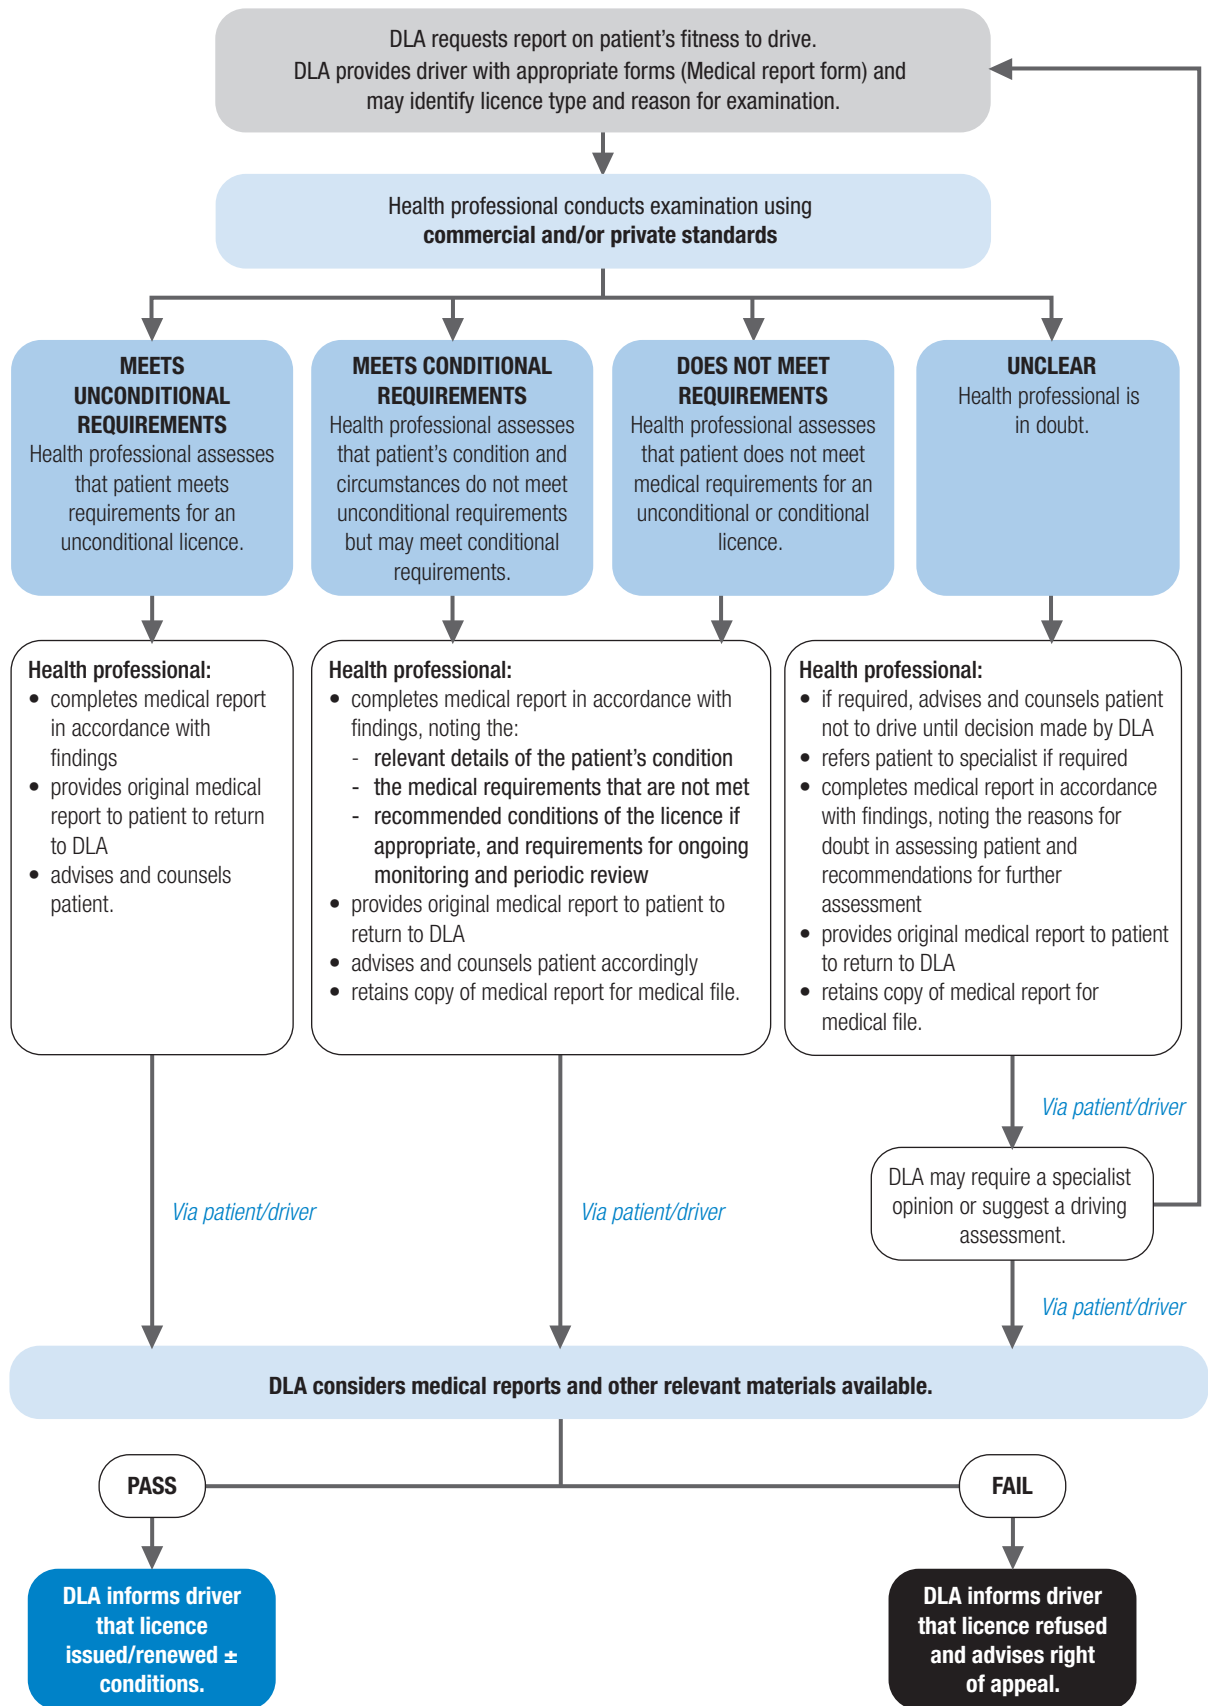 DLA requests report on patient’s fitness to drive.
DLA provides driver with appropriate forms (Medical report form) and
may identify licence type and reason for examination.
Health professional conducts examination using
commercial and/or private standards
MEETS
UNCONDITIONAL
REQUIREMENTS
Health professional assesses
that patient meets
requirements for an
unconditional licence.
MEETS CONDITIONAL
REQUIREMENTS
Health professional assesses
that patient’s condition and
circumstances do not meet
unconditional requirements
but may meet conditional
requirements.
DOES NOT MEET
REQUIREMENTS
Health professional assesses
that patient does not meet
medical requirements for an
unconditional or conditional
licence.
UNCLEAR
Health professional is
in doubt.
Health professional:
• completes medical report
in accordance with
findings
• provides original medical
report to patient to return
to DLA
• advises and counsels
patient.
Health professional:
• completes medical report in accordance with
findings, noting the:
- relevant details of the patient’s condition
- the medical requirements that are not met
- recommended conditions of the licence if
appropriate, and requirements for ongoing
monitoring and periodic review
• provides original medical report to patient to
return to DLA
• advises and counsels patient accordingly
• retains copy of medical report for medical file.
Health professional:
• if required, advises and counsels patient
not to drive until decision made by DLA
• refers patient to specialist if required
• completes medical report in accordance
with findings, noting the reasons for
doubt in assessing patient and
recommendations for further
assessment
• provides original medical report to patient
to return to DLA
• retains copy of medical report for
medical file.
Via patient/driver
DLA may require a specialist
opinion or suggest a driving
assessment.
Via patient/driver
Via patient/driver
Via patient/driver
DLA considers medical reports and other relevant materials available.
PASS
FAIL
DLA informs driver
that licence
issued/renewed ±
conditions.
DLA informs driver
that licence refused
and advises right
of appeal.